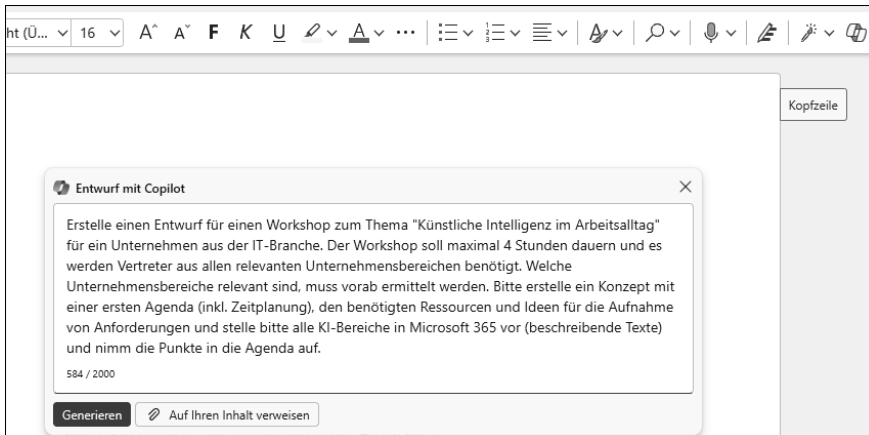 ht (Ü... 16 A^ A˅ F K U A ...
Kopfzeile
Entwurf mit Copilot
Erstelle einen Entwurf für einen Workshop zum Thema "Künstliche Intelligenz im Arbeitsalltag"
für ein Unternehmen aus der IT-Branche. Der Workshop soll maximal 4 Stunden dauern und es
werden Vertreter aus allen relevanten Unternehmensbereichen benötigt. Welche
Unternehmensbereiche relevant sind, muss vorab ermittelt werden. Bitte erstelle ein Konzept mit
einer ersten Agenda (inkl. Zeitplanung), den benötigten Ressourcen und Ideen für die Aufnahme
von Anforderungen und stelle bitte alle KI-Bereiche in Microsoft 365 vor (beschreibende Texte)
und nimm die Punkte in die Agenda auf.
584 / 2000
Generieren Auf Ihren Inhalt verweisen